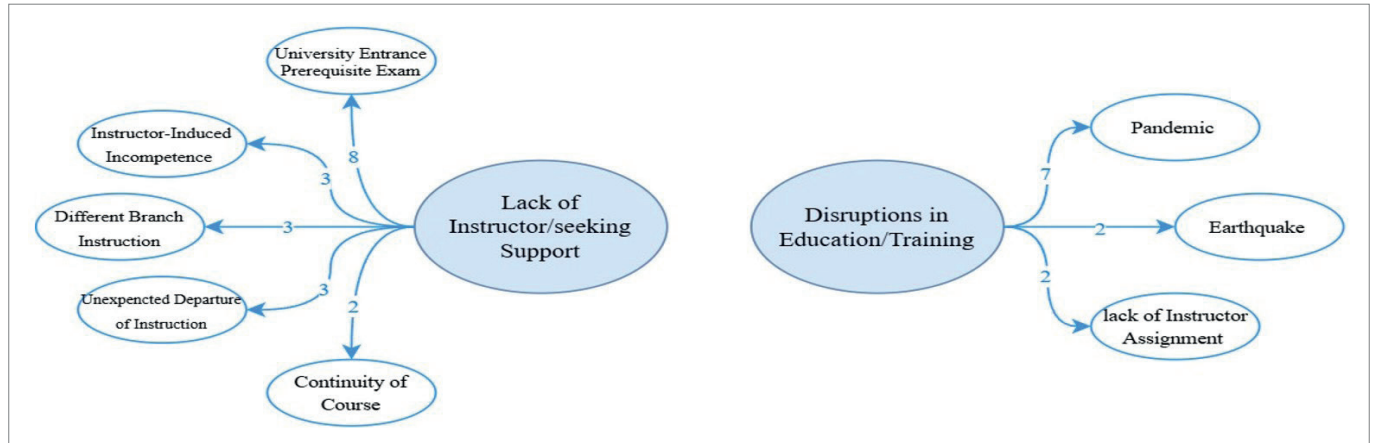 University Entrance
Prerequisite Exam
Instructor-Induced
Incompetence
Different Branch
Instruction
Unexpencted Departure
of Instruction
Continuity of
Course
8
3
3
3
2
Lack of
Instructor/seeking
Support
Disruptions in
Education/Training
7
2
2
Pandemic
Earthquake
lack of Instructor
Assignment